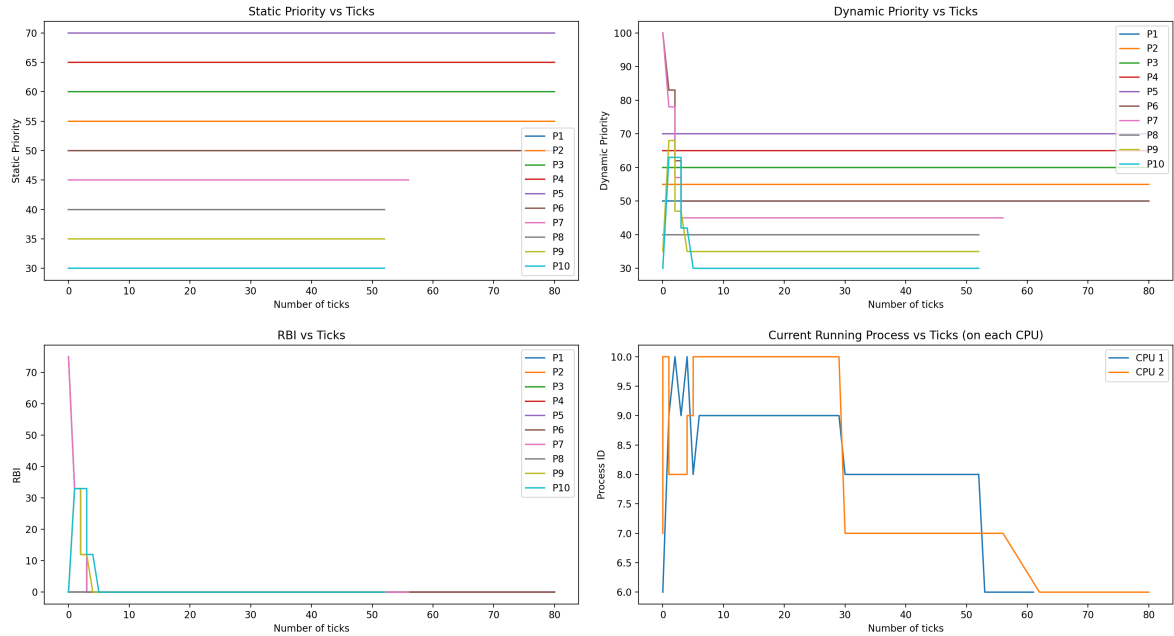 Static Priority vs Ticks
70
65
60
55
50
45
40
35
30
Static Priority
0 10 20 30 40 50 60 70 80
Number of ticks
P1
P2
P3
P4
P5
P6
P7
P8
P9
P10
Dynamic Priority vs Ticks
100
90
80
70
60
50
40
30
Dynamic Priority
0 10 20 30 40 50 60 70 80
Number of ticks
P1
P2
P3
P4
P5
P6
P7
P8
P9
P10
RBI vs Ticks
70
60
50
40
30
20
10
0
RBI
0 10 20 30 40 50 60 70 80
Number of ticks
P1
P2
P3
P4
P5
P6
P7
P8
P9
P10
Current Running Process vs Ticks (on each CPU)
10.0
9.5
9.0
8.5
8.0
7.5
7.0
6.5
6.0
Process ID
0 10 20 30 40 50 60 70 80
Number of ticks
CPU 1
CPU 2